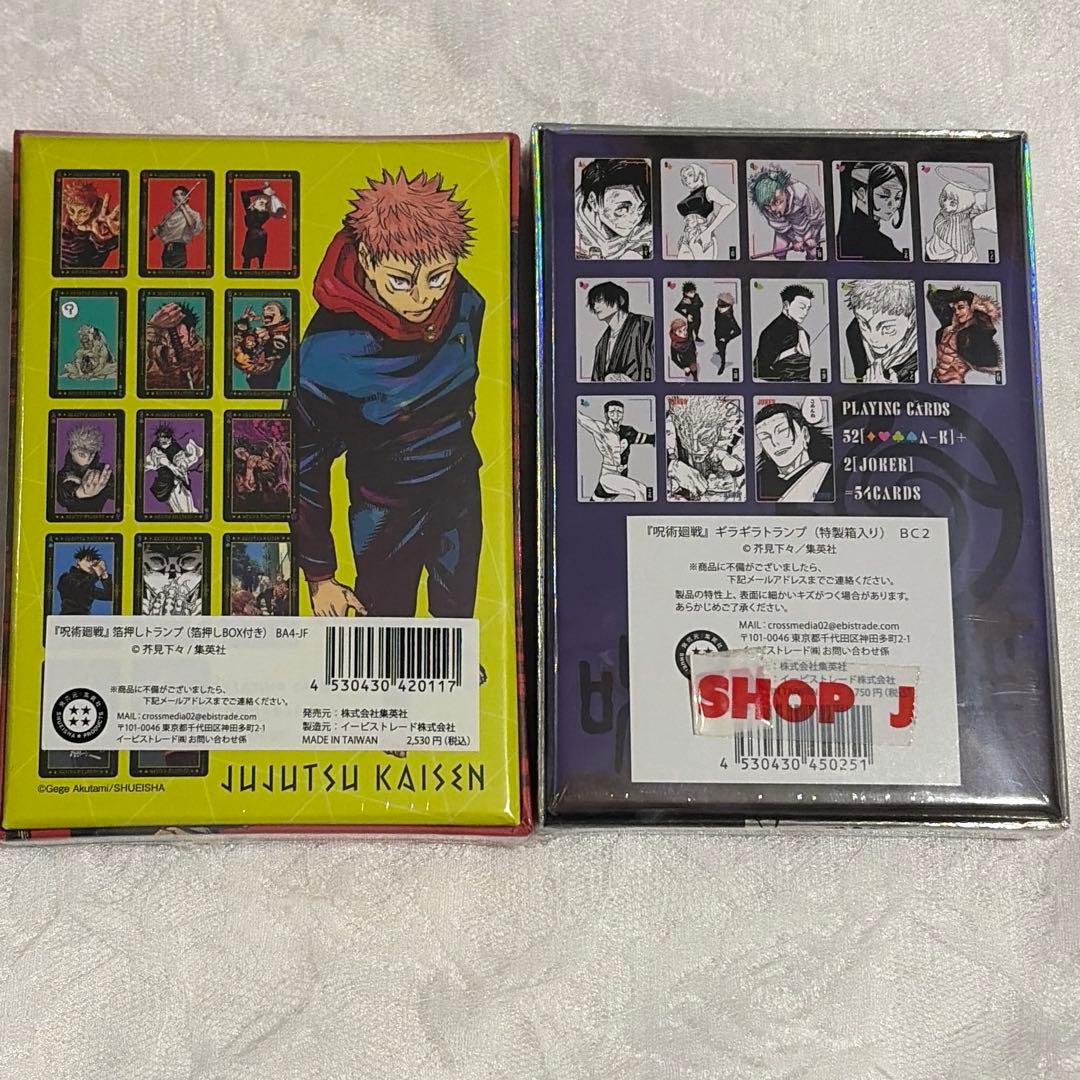 『呪術廻戦』箔押しトランプ（箔押しBOX付き） BA4-JF
© 芥見下々 / 集英社
4 530430 420117
※商品に不備がございましたら、
下記メールアドレスまでご連絡ください。
MAIL：crossmedia02@ebistrade.com
〒101-0046 東京都千代田区神田多町2-1
イービストレード㈱ お問い合わせ係
発売元：株式会社集英社
製造元：イービストレード株式会社
MADE IN TAIWAN 2,530円（税込）
SHUEISHA PRODUCTS
JUJUTSU KAISEN
©Gege Akutami/SHUEISHA
JOKER
PLAYING CARDS
52[♦♥♣♠A-K]+
2[JOKER]
=54CARDS
『呪術廻戦』ギラギラトランプ（特製箱入り） BC2
© 芥見下々／集英社
※商品に不備がございましたら、
下記メールアドレスまでご連絡ください。
製品の特性上、表面に細かいキズがつく場合があります。
あらかじめご了承ください。
MAIL：crossmedia02@ebistrade.com
〒101-0046 東京都千代田区神田多町2-1
イービストレード㈱ お問い合わせ係
：株式会社集英社
イービストレード株式会社
750円（税込）
SHOP J
4 530430 450251